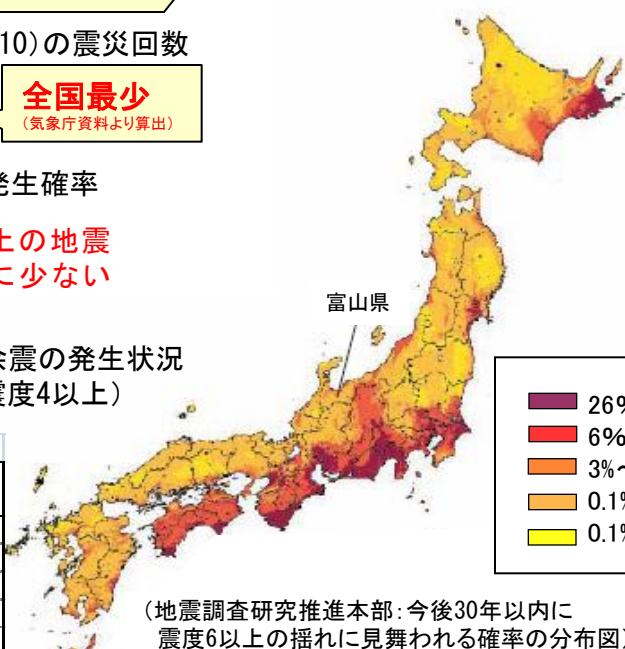 10)の震災回数
全国最少
(気象庁資料より算出)
発生確率
上の地震
に少ない
富山県
余震の発生状況
震度4以上)
26%
6%
3%~
0.1%
0.1%
(地震調査研究推進本部:今後30年以内に
震度6以上の揺れに見舞われる確率の分布図)